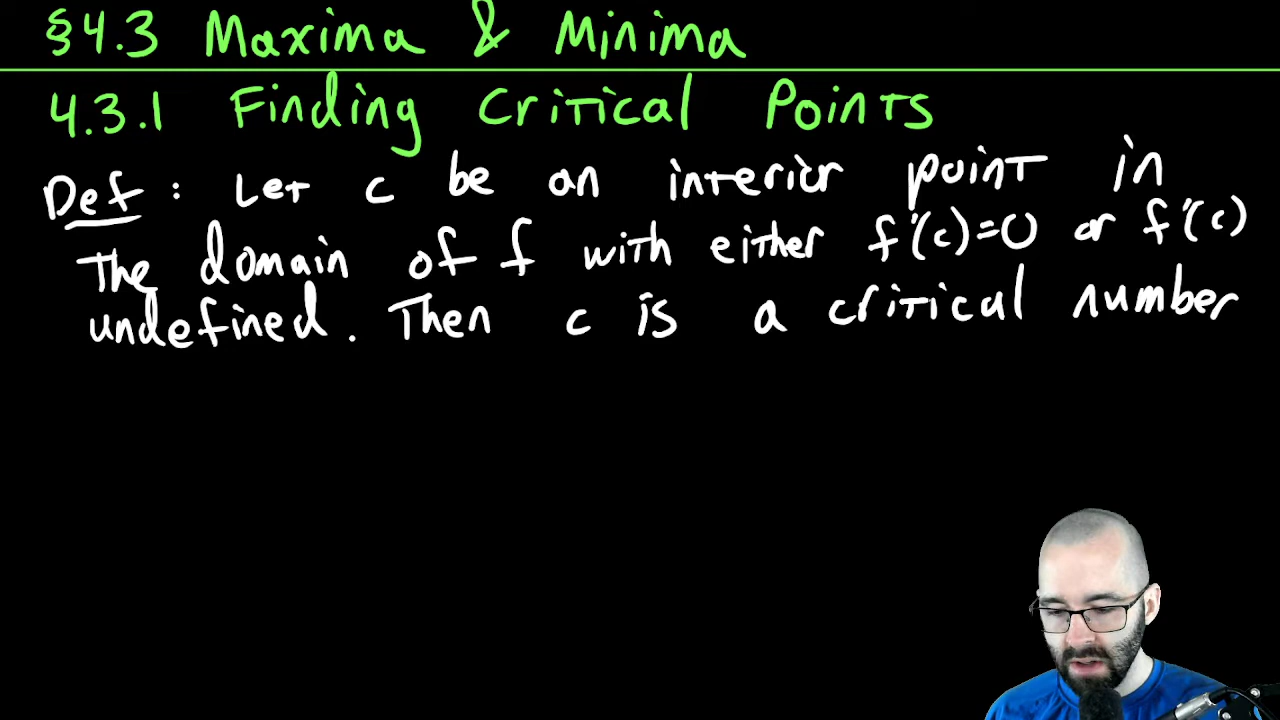 §4.3 Maxima & Minima
4.3.1 Finding Critical Points
Def: Let c be an interior point in
the domain of f with either f'(c)=0 or f'(c)
undefined. Then c is a critical number